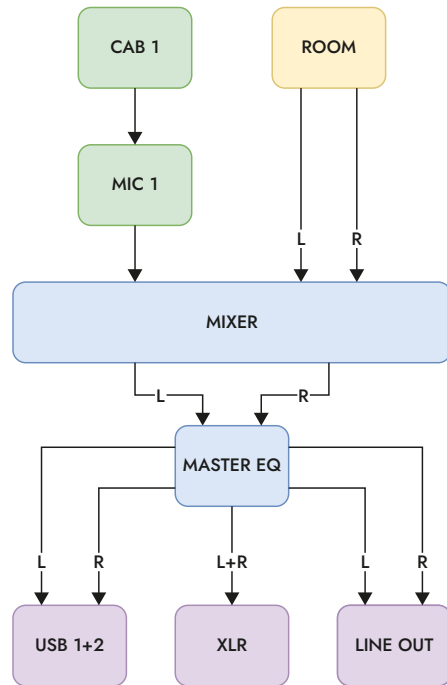 CAB 1
ROOM
MIC 1
L
R
MIXER
L
R
MASTER EQ
L
R
L+R
L
R
USB 1+2
XLR
LINE OUT